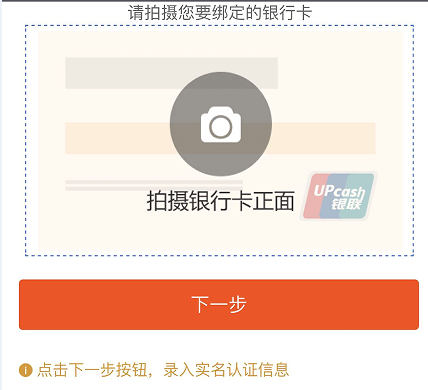 请拍摄您要绑定的银行卡
UPcash
银取
拍摄银行卡正面
下一步
点击下一步按钮，录入实名认证信息